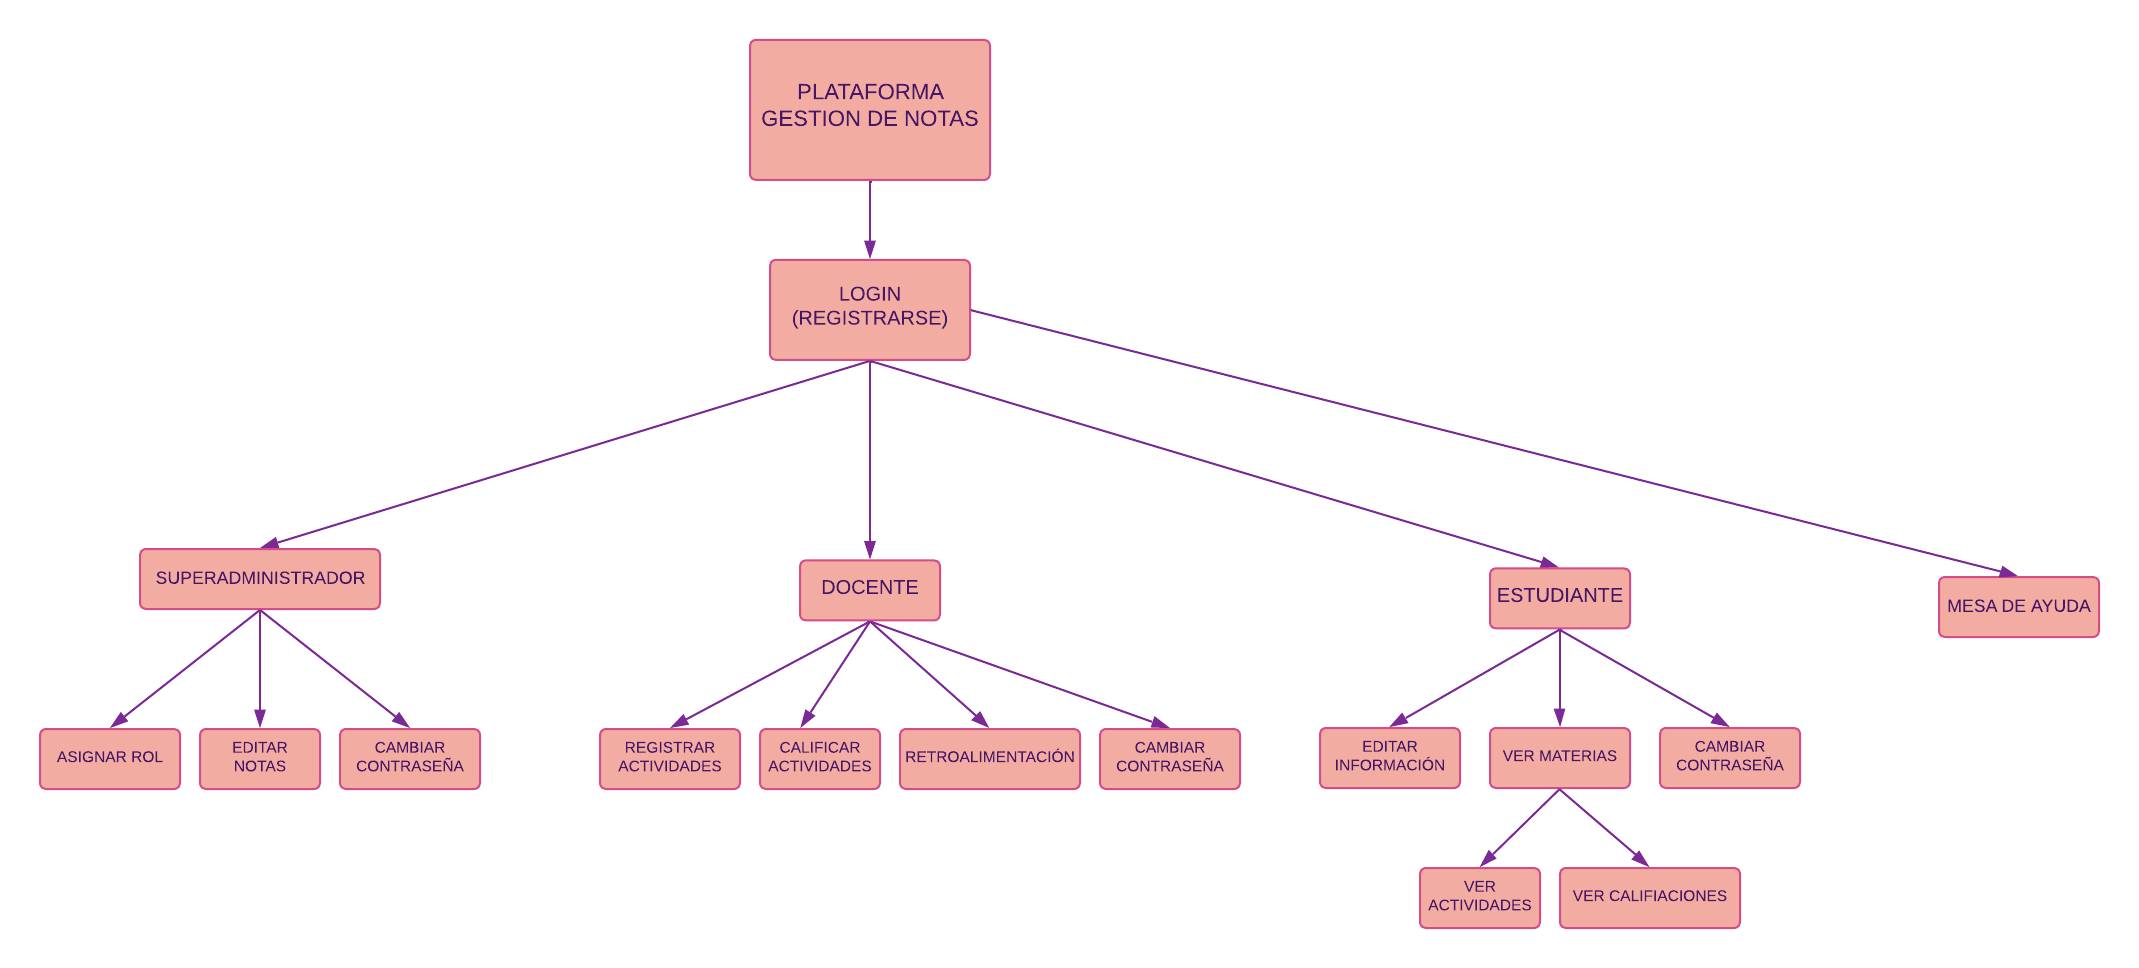 PLATAFORMA
GESTION DE NOTAS
LOGIN
(REGISTRARSE)
SUPERADMINISTRADOR
DOCENTE
ESTUDIANTE
MESA DE AYUDA
ASIGNAR ROL
EDITAR
NOTAS
CAMBIAR
CONTRASEÑA
REGISTRAR
ACTIVIDADES
CALIFICAR
ACTIVIDADES
RETROALIMENTACIÓN
CAMBIAR
CONTRASEÑA
EDITAR
INFORMACIÓN
VER MATERIAS
CAMBIAR
CONTRASEÑA
VER
ACTIVIDADES
VER CALIFIACIONES